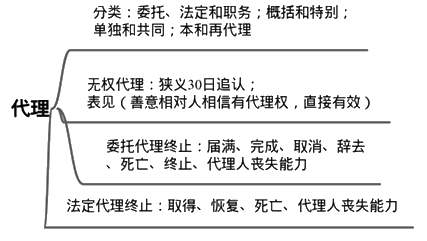 分类：委托、法定和职务；概括和特别；
单独和共同；本和再代理
无权代理：狭义30日追认；
表见（善意相对人相信有代理权，直接有效）
代理
委托代理终止：届满、完成、取消、辞去
、死亡、终止、代理人丧失能力
法定代理终止：取得、恢复、死亡、代理人丧失能力